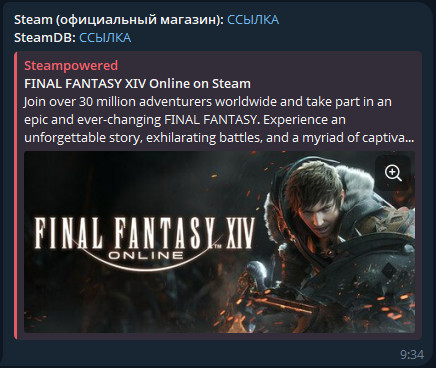 Steam (официальный магазин): ССЫЛКА
SteamDB: ССЫЛКА
Steampowered
FINAL FANTASY XIV Online on Steam
Join over 30 million adventurers worldwide and take part in an
epic and ever-changing FINAL FANTASY. Experience an
unforgettable story, exhilarating battles, and a myriad of captiva...
FINAL FANTASY™ XIV
ONLINE
9:34